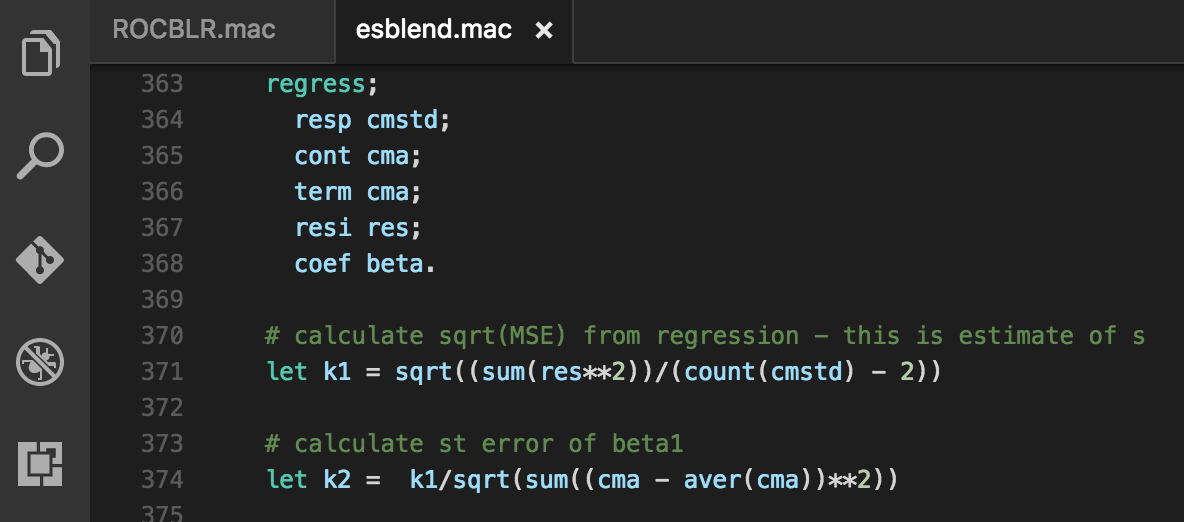 ROCBLR.mac esblend.mac ×
363 regress;
364 resp cmstd;
365 cont cma;
366 term cma;
367 resi res;
368 coef beta.
369
370 # calculate sqrt(MSE) from regression – this is estimate of s
371 let k1 = sqrt((sum(res**2))/(count(cmstd) – 2))
372
373 # calculate st error of beta1
374 let k2 =  k1/sqrt(sum((cma – aver(cma))**2))
375